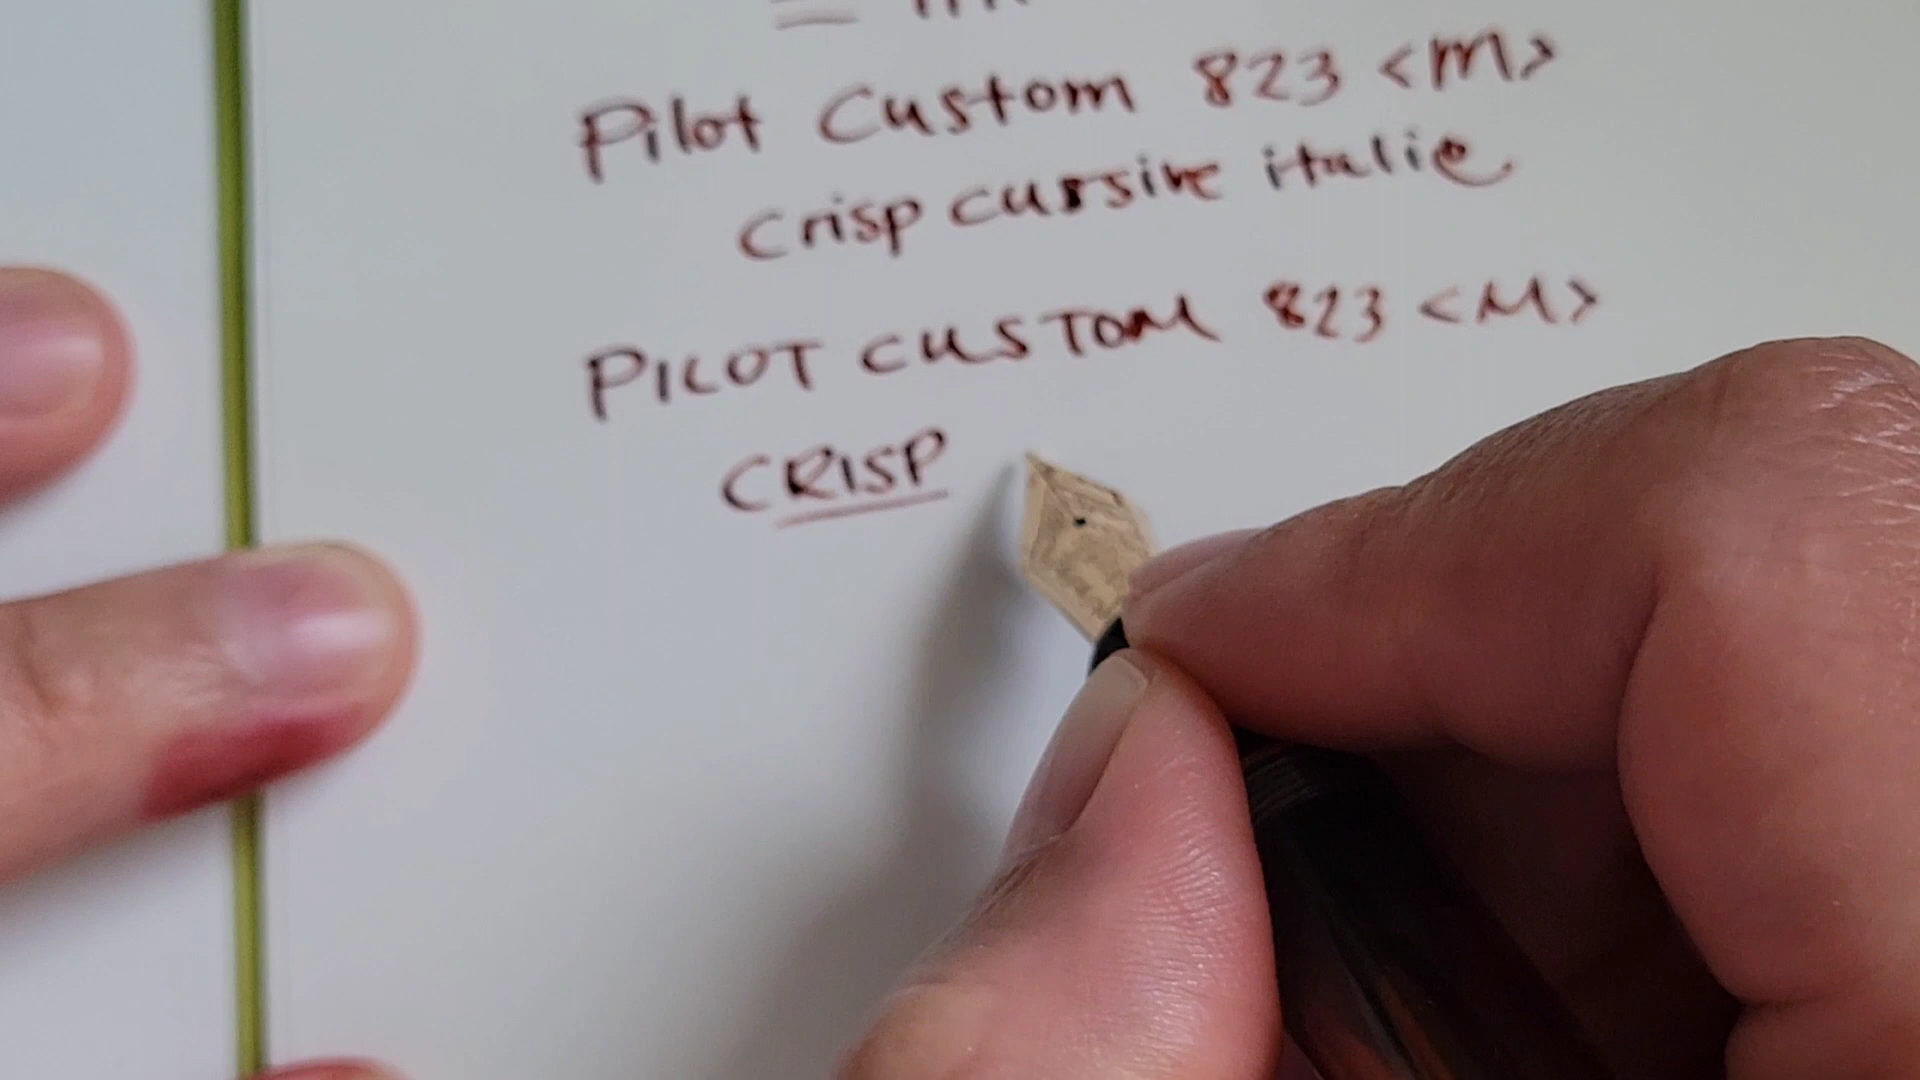 Pilot Custom 823 <M>
Crisp cursive italic
PILOT CUSTOM 823 <M>
CRISP